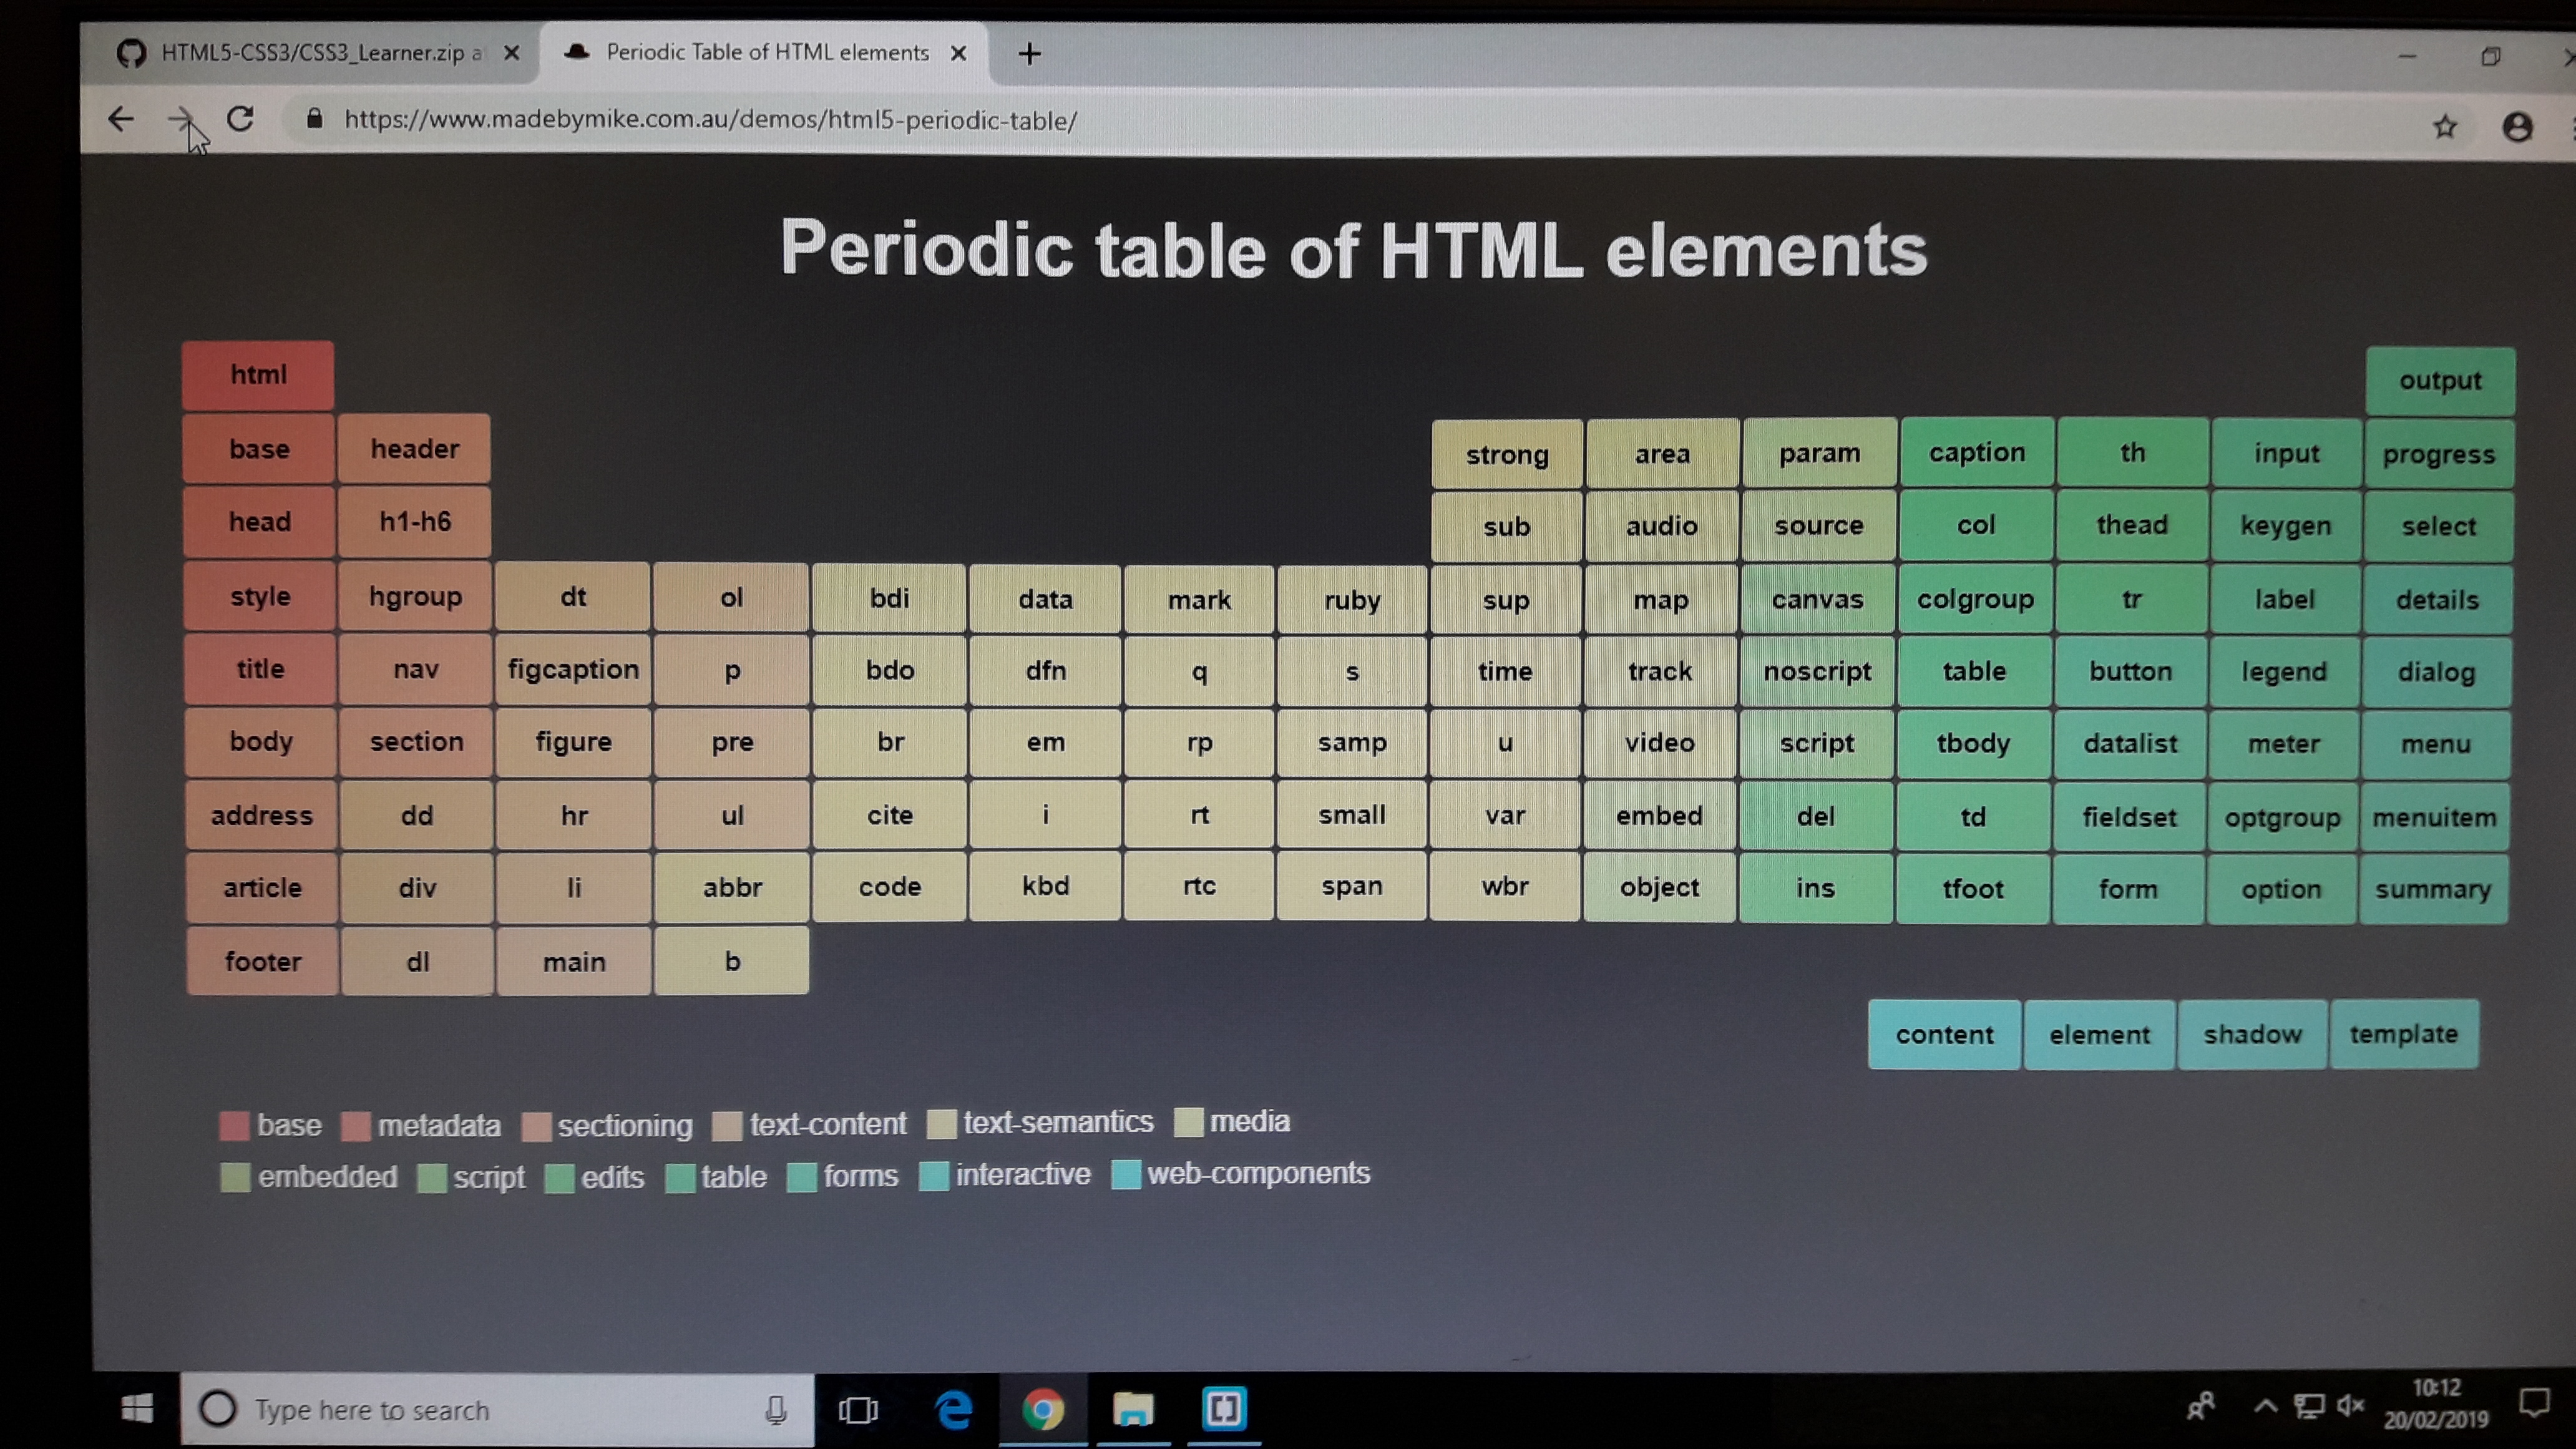 HTML5-CSS3/CSS3_Learner.zip a
Periodic Table of HTML elements
https://www.madebymike.com.au/demos/html5-periodic-table/
Periodic table of HTML elements
html output
base header strong area param caption th input progress
head h1-h6 sub audio source col thead keygen select
style hgroup dt ol bdi data mark ruby sup map canvas colgroup tr label details
title nav figcaption p bdo dfn q s time track noscript table button legend dialog
body section figure pre br em rp samp u video script tbody datalist meter menu
address dd hr ul cite i rt small var embed del td fieldset optgroup menuitem
article div li abbr code kbd rtc span wbr object ins tfoot form option summary
footer dl main b
content element shadow template
base metadata sectioning text-content text-semantics media
embedded script edits table forms interactive web-components
Type here to search
10:12
20/02/2019